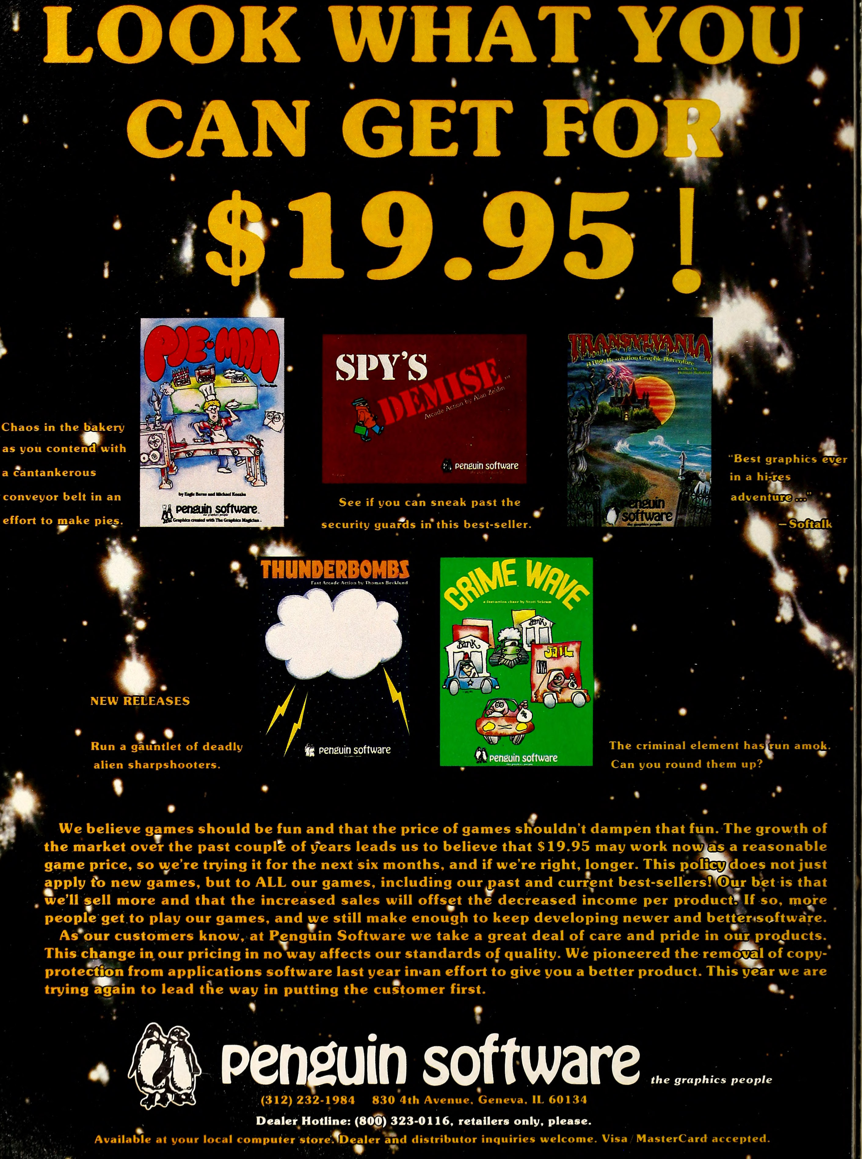 LOOK WHAT YOU
CAN GET FOR
$19.95!
PIE-MAN
by Eagle Berns and Michael Kosaka
penguin software
Graphics created with The Graphics Magician
Chaos in the bakery
as you contend with
a cantankerous
conveyor belt in an
effort to make pies.
SPY'S
DEMISE
Arcade Action by Alan Zeldin
penguin software
See if you can sneak past the
security guards in this best-seller.
TRANSYLVANIA
A High Resolution Graphic Adventure
penguin
software
"Best graphics ever
in a hi-res
adventure ..."
—Softalk
THUNDERBOMBS
Fast Arcade Action by Thomas Becklund
penguin software
NEW RELEASES
Run a gauntlet of deadly
alien sharpshooters.
CRIME WAVE
Bank
Bank
JAIL
penguin software
The criminal element has run amok.
Can you round them up?
We believe games should be fun and that the price of games shouldn't dampen that fun. The growth of
the market over the past couple of years leads us to believe that $19.95 may work now as a reasonable
game price, so we're trying it for the next six months, and if we're right, longer. This policy does not just
apply to new games, but to ALL our games, including our past and current best-sellers! Our bet is that
we'll sell more and that the increased sales will offset the decreased income per product. If so, more
people get to play our games, and we still make enough to keep developing newer and better software.
As our customers know, at Penguin Software we take a great deal of care and pride in our products.
This change in our pricing in no way affects our standards of quality. We pioneered the removal of copy-
protection from applications software last year in an effort to give you a better product. This year we are
trying again to lead the way in putting the customer first.
penguin software
the graphics people
(312) 232-1984 830 4th Avenue, Geneva, IL 60134
Dealer Hotline: (800) 323-0116, retailers only, please.
Available at your local computer store. Dealer and distributor inquiries welcome. Visa/MasterCard accepted.